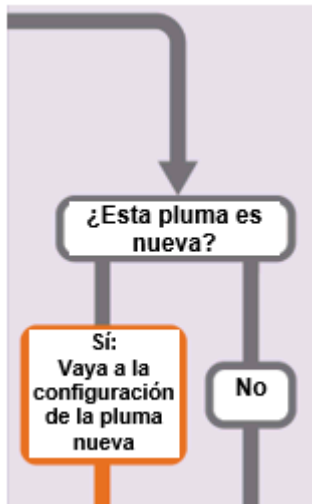 ¿Esta pluma es
nueva?
Sí:
Vaya a la
configuración
de la pluma
nueva
No